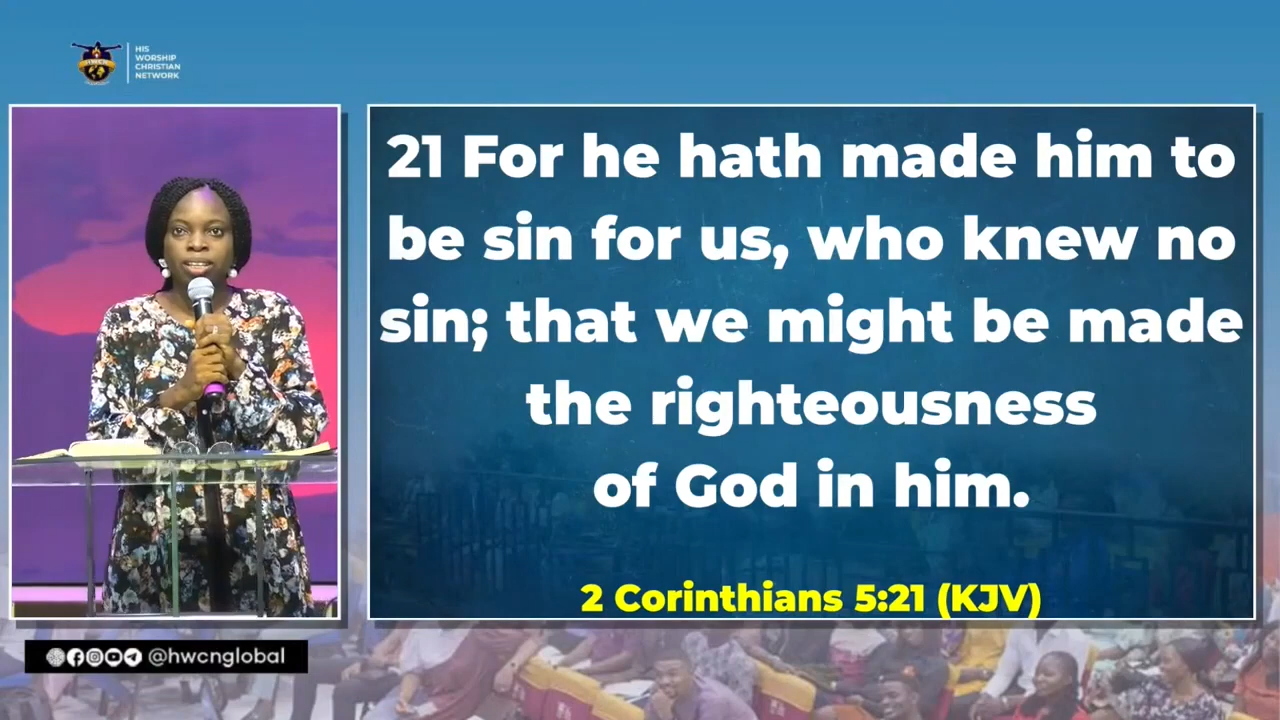 HIS
WORSHIP
CHRISTIAN
NETWORK
21 For he hath made him to
be sin for us, who knew no
sin; that we might be made
the righteousness
of God in him.
2 Corinthians 5:21 (KJV)
@hwcnglobal